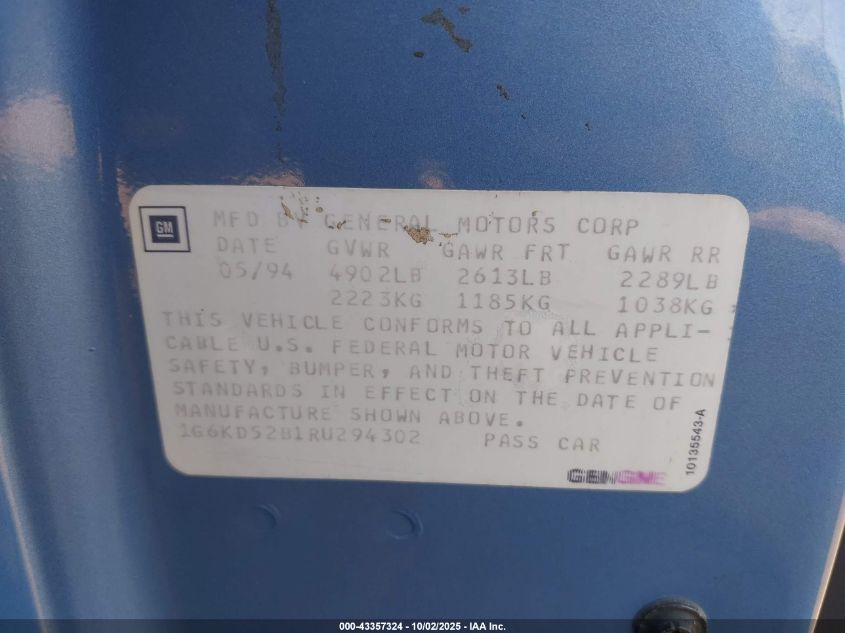 GM
MFD BY GENERAL MOTORS CORP
DATE GVWR GAWR FRT GAWR RR
05/94 4902LB 2613LB 2289LB
2223KG 1185KG 1038KG
THIS VEHICLE CONFORMS TO ALL APPLI-
CABLE U.S. FEDERAL MOTOR VEHICLE
SAFETY, BUMPER, AND THEFT PREVENTION
STANDARDS IN EFFECT ON THE DATE OF
MANUFACTURE SHOWN ABOVE.
1G6KD52B1RU294302 PASS CAR
10135543-A
000-43357324 - 10/02/2025 - IAA Inc.